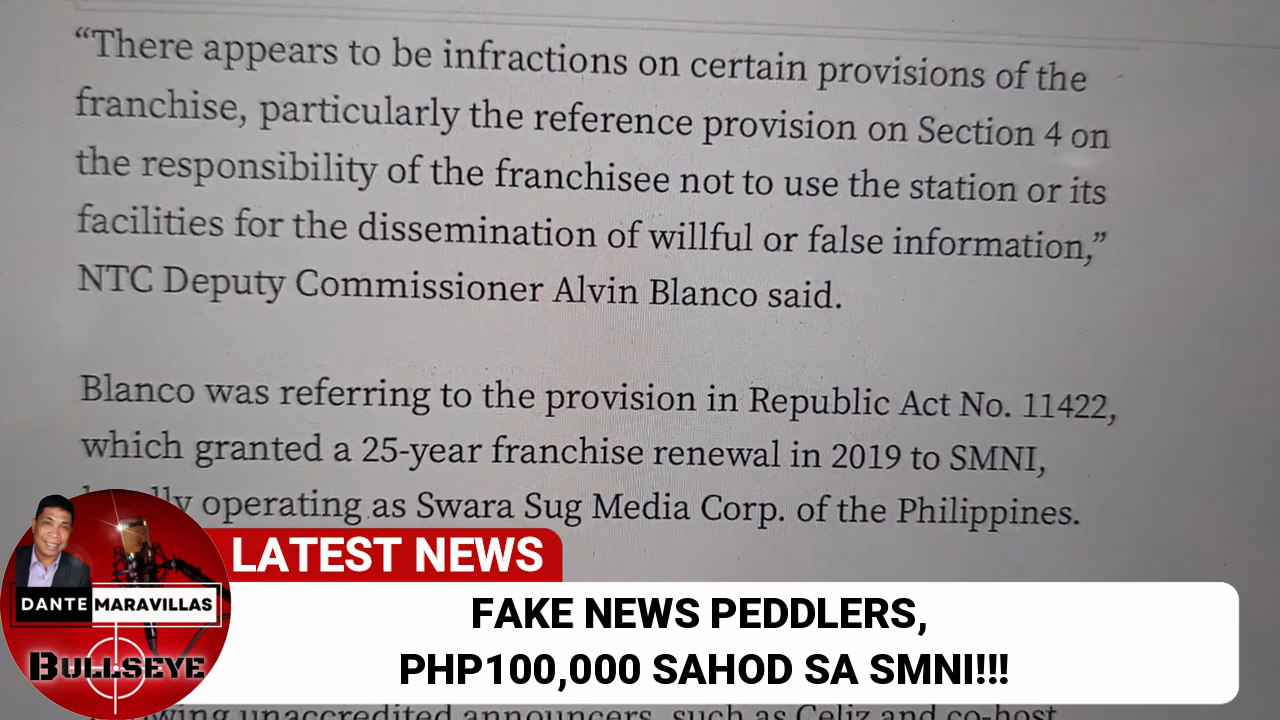 “There appears to be infractions on certain provisions of the
franchise, particularly the reference provision on Section 4 on
the responsibility of the franchisee not to use the station or its
facilities for the dissemination of willful or false information,”
NTC Deputy Commissioner Alvin Blanco said.
Blanco was referring to the provision in Republic Act No. 11422,
which granted a 25-year franchise renewal in 2019 to SMNI,
operating as Swara Sug Media Corp. of the Philippines.
LATEST NEWS
DANTE MARAVILLAS
BULLSEYE
FAKE NEWS PEDDLERS,
PHP100,000 SAHOD SA SMNI!!!
unaccredited announcers, such as Celiz and co-host